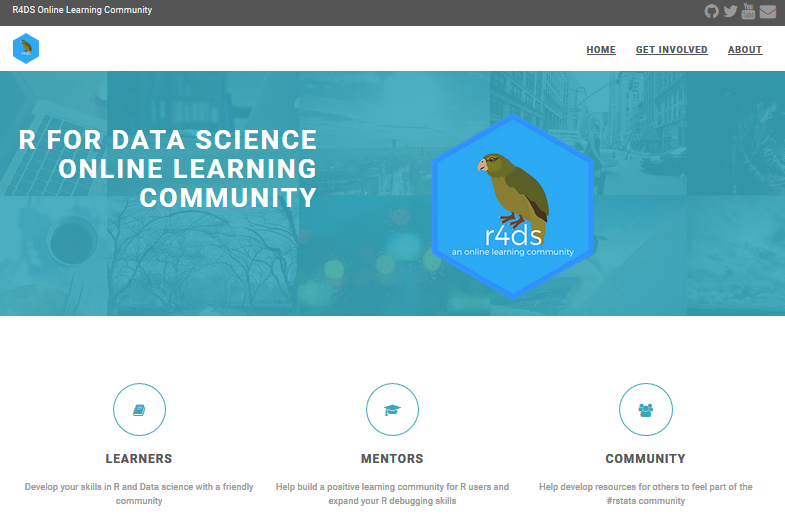 R4DS Online Learning Community
You Tube
HOME GET INVOLVED ABOUT
R FOR DATA SCIENCE
ONLINE LEARNING
COMMUNITY
r4ds
an online learning community
LEARNERS
Develop your skills in R and Data science with a friendly
community
MENTORS
Help build a positive learning community for R users and
expand your R debugging skills
COMMUNITY
Help develop resources for others to feel part of the
#rstats community